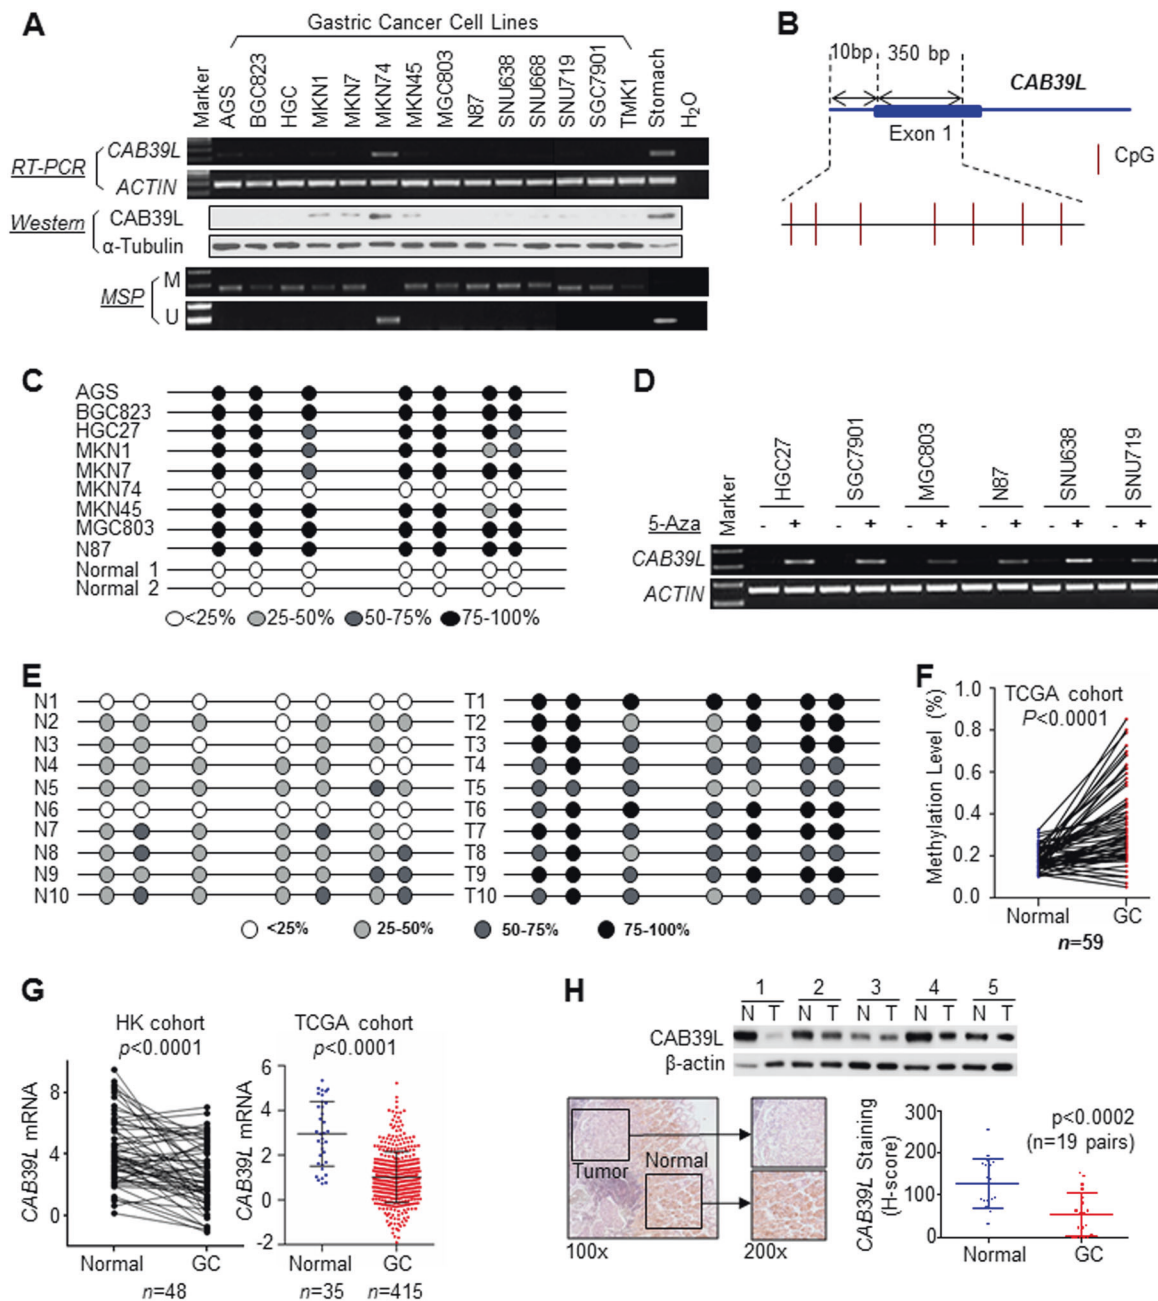 A
Gastric Cancer Cell Lines
Marker
AGS
BGC823
HGC
MKN1
MKN7
MKN74
MKN45
MGC803
N87
SNU638
SNU668
SNU719
SGC7901
TMK1
Stomach
H2O
RT-PCR
CAB39L
ACTIN
Western
CAB39L
α-Tubulin
MSP
M
U
B
10bp
350 bp
CAB39L
Exon 1
CpG
C
AGS
BGC823
HGC27
MKN1
MKN7
MKN74
MKN45
MGC803
N87
Normal 1
Normal 2
<25%
25-50%
50-75%
75-100%
D
Marker
HGC27
SGC7901
MGC803
N87
SNU638
SNU719
5-Aza
- + - + - + - + - + - +
CAB39L
ACTIN
E
N1
N2
N3
N4
N5
N6
N7
N8
N9
N10
T1
T2
T3
T4
T5
T6
T7
T8
T9
T10
<25%
25-50%
50-75%
75-100%
F
TCGA cohort
P<0.0001
Methylation Level (%)
1.0
0.8
0.6
0.4
0.2
0.0
Normal
GC
n=59
G
HK cohort
p<0.0001
CAB39L mRNA
8
4
0
Normal
GC
n=48
TCGA cohort
p<0.0001
CAB39L mRNA
6
4
2
0
-2
Normal
GC
n=35
n=415
H
1 2 3 4 5
N T N T N T N T N T
CAB39L
β-actin
Tumor
Normal
100x
200x
CAB39L Staining
(H-score)
300
200
100
0
p<0.0002
(n=19 pairs)
Normal
GC